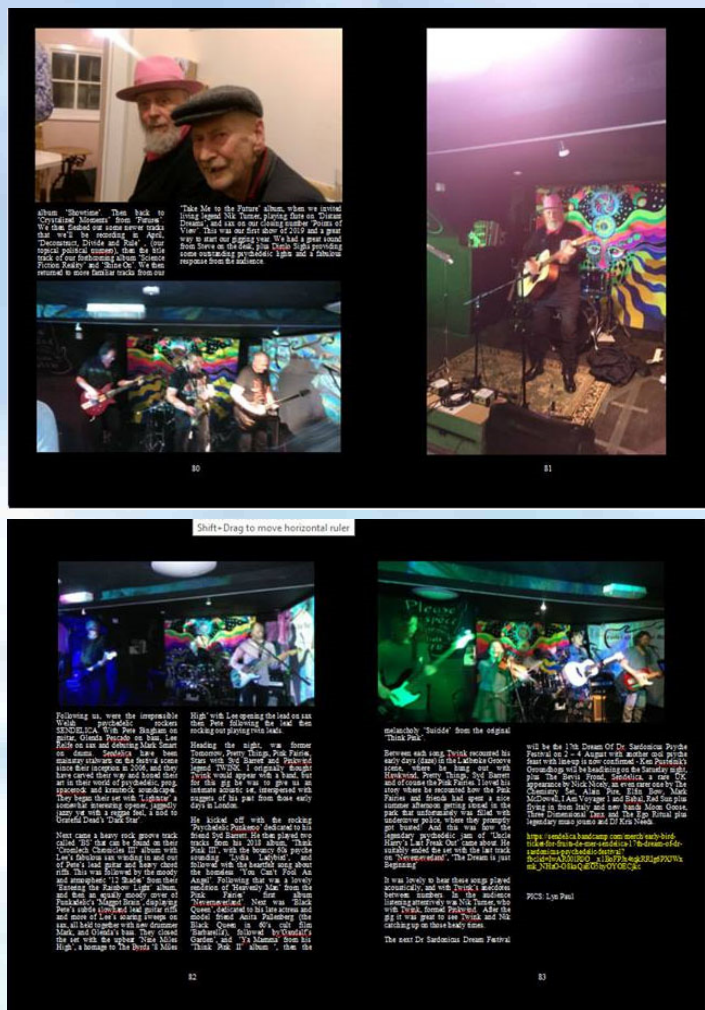 album 'Showtime'. Then back to
'Crystalized Moments' from 'Futures'.
We then fleshed out some never tracks
that we'll be recording in April,
"Deconstruct, Divide and Rule' , (our
topical political number), then the title
track of our forthcoming album 'Science
Fiction Reality' and 'Shine On'. We then
returned to more familiar tracks from our
'Take Me to the Future' album, when we invited
living legend Nik Turner, playing flute on 'Distant
Dreams', and sax on our closing number 'Points of
View'. This was our first show of 2019 and a great
way to start our gigging year. We had a great sound
from Steve on the desk, plus Sighs providing
some outstanding psychedelic lights and a fabulous
response from the audience.
80
81
Shift+Drag to move horizontal ruler
Following us, were the irrepressible
Welsh psychedelic rockers
SENDELICA. With Pete Bingham on
guitar, Glenda Pescado on bass, Lee
Relfe on sax and debuting Mark Smart
on drums. Sendelica have been
mainstay stalwarts on the festival scene
since their inception in 2006, and they
have carved their way and honed their
art in their world of psychedelic, prog,
spacerock and krautrock soundscapes.
They began their set with 'Lightstar' a
somewhat interesting opener, raggedly
jazzy yet with a reggae feel, a nod to
Grateful Dead's 'Dark Star'.
Next came a heavy rock groove track
called 'BS' that can be found on their
'Cromlech Chronicles III' album with
Lee's fabulous sax winding in and out
of Pete's lead guitar and heavy chord
riffs. This was followed by the moody
and atmospheric '12 Shades' from their
'Entering the Rainbow Light' album,
and then an equally moody cover of
Funkadelic's 'Maggot Brain', displaying
Pete's subtle slowhand lead guitar riffs
and more of Lee's soaring sweeps on
sax, all held together with new drummer
Mark, and Glenda's bass. They closed
the set with the upbeat 'Nine Miles
High', a homage to The Byrds '8 Miles
High' with Lee opening the lead on sax
then Pete following the lead then
rocking out playing twin leads.
Heading the night, was former
Tomorrow, Pretty Things, Pink Fairies,
Stars with Syd Barrett and Pinkwind
legend TWINK. I originally thought
Twink would appear with a band, but
for this gig he was to give us an
intimate acoustic set, interspersed with
nuggets of his past from those early
days in London.
He kicked off with the rocking
'Psychedelic Punkeroo' dedicated to his
friend Syd Barrett. He then played two
tracks from his 2018 album, 'Think
Pink III', with the bouncy 60s psyche
sounding 'Lydia Ladybird', and
followed with the heartfelt song about
the homeless 'You Can't Fool An
Angel'. Following that was a lovely
rendition of 'Heavenly Man' from the
Pink Fairies first album
'Neverneverland'. Next was 'Black
Queen', dedicated to his late actress and
model friend Anita Pallenberg (the
Black Queen in 60's cult film
'Barbarella'), followed by'Gandalf's
Garden', and 'Ya Mamma' from his
'Think Pink II' album ', then the
82
melancholy 'Suicide' from the original
'Think Pink'.
Between each song, Twink recounted his
early days (daze) in the Ladbroke Groove
scene, where he hung out with
Hawkwind, Pretty Things, Syd Barrett
and of course the Pink Fairies. I loved his
story where he recounted how the Pink
Fairies and friends had spent a nice
summer afternoon getting stoned in the
park that unfortunately was filled with
undercover police, where they promptly
got busted! And this was how the
legendary psychedelic jam of 'Uncle
Harry's Last Freak Out' came about. He
suitably ended the set with the last track
on 'Neverneverland', 'The Dream is just
Beginning'.
It was lovely to hear these songs played
acoustically, and with Twink's anecdotes
between numbers. In the audience
listening attentively was Nik Turner, who
with Twink, formed Pinkwind. After the
gig it was great to see Twink and Nik
catching up on those heady times.
The next Dr Sardonicus Dream Festival
will be the 17th Dream Of Dr. Sardonicus Psyche
Festival on 2 – 4 August with another cool psyche
feast with line-up is now confirmed - Ken Pustelnik's
Groundhogs will be headlining on the Saturday night,
plus The Bevis Frond, Sendelica, a rare UK
appearance by Nick Nicely, an even rarer one by The
Chemistry Set, Alain Pire, Elfin Bow, Mark
McDowell, I Am Voyager 1 and Babal, Red Sun plus
flying in from Italy and new bands Moon Goose,
Three Dimensional Tanx and The Ego Ritual plus
legendary music journo and DJ Kris Needs.
https://sendelica.bandcamp.com/merch/early-bird-
ticket-for-fruits-de-mer-sendelica-17th-dream-of-dr-
sardonicus-psychedelic-festival?
PICS: Lyn Paul
83